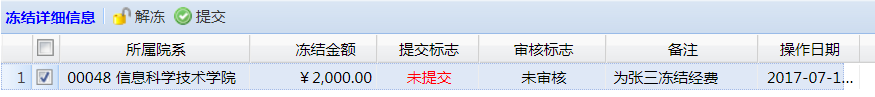 冻结详细信息 解冻 提交
所属院系 冻结金额 提交标志 审核标志 备注 操作日期
1 00048 信息科学技术学院 ￥2,000.00 未提交 未审核 为张三冻结经费 2017-07-1...